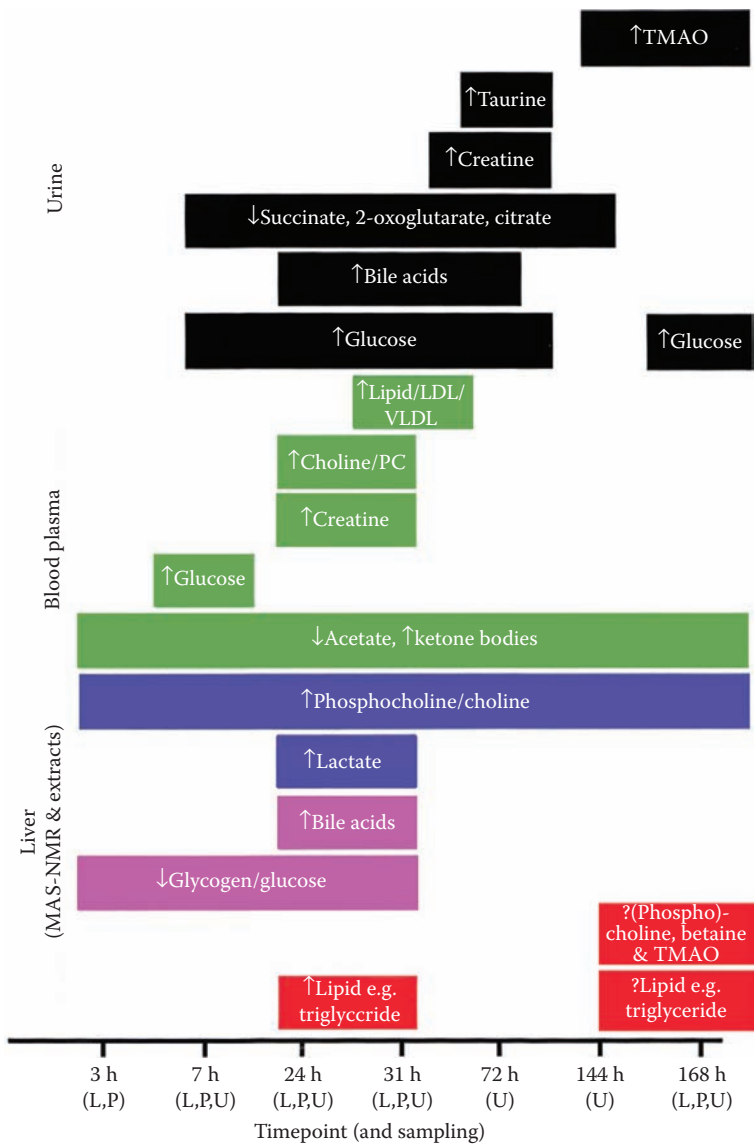 ↑TMAO
↑Taurine
↑Creatine
↓Succinate, 2-oxoglutarate, citrate
↑Bile acids
↑Glucose
↑Glucose
Urine
↑Lipid/LDL/
VLDL
↑Choline/PC
↑Creatine
↑Glucose
↓Acetate, ↑ketone bodies
Blood plasma
↑Phosphocholine/choline
↑Lactate
↑Bile acids
↓Glycogen/glucose
?(Phospho)-
choline, betaine
& TMAO
↑Lipid e.g.
triglyccride
?Lipid e.g.
triglyceride
Liver
(MAS-NMR & extracts)
3 h
(L,P)
7 h
(L,P,U)
24 h
(L,P,U)
31 h
(L,P,U)
72 h
(U)
144 h
(U)
168 h
(L,P,U)
Timepoint (and sampling)